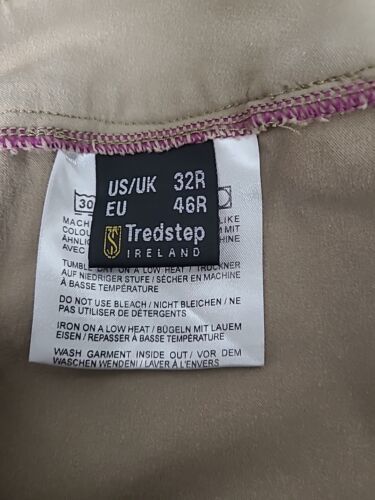 US/UK 32R
EU 46R
Tredstep
IRELAND
30
MACH LIKE
COLOU MIT
ÄHNLIC HINE
AVEC
TUMBLE DRY ON A LOW HEAT / TROCKNER
AUF NIEDRIGER STUFE / SÉCHER EN MACHINE
À BASSE TEMPÉRATURE
DO NOT USE BLEACH / NICHT BLEICHEN / NE
PAS UTILISER DE DÉTERGENTS
IRON ON A LOW HEAT / BÜGELN MIT LAUEM
EISEN / REPASSER À BASSE TEMPÉRATURE
WASH GARMENT INSIDE OUT / VOR DEM
WASCHEN WENDEN / LAVER À L'ENVERS